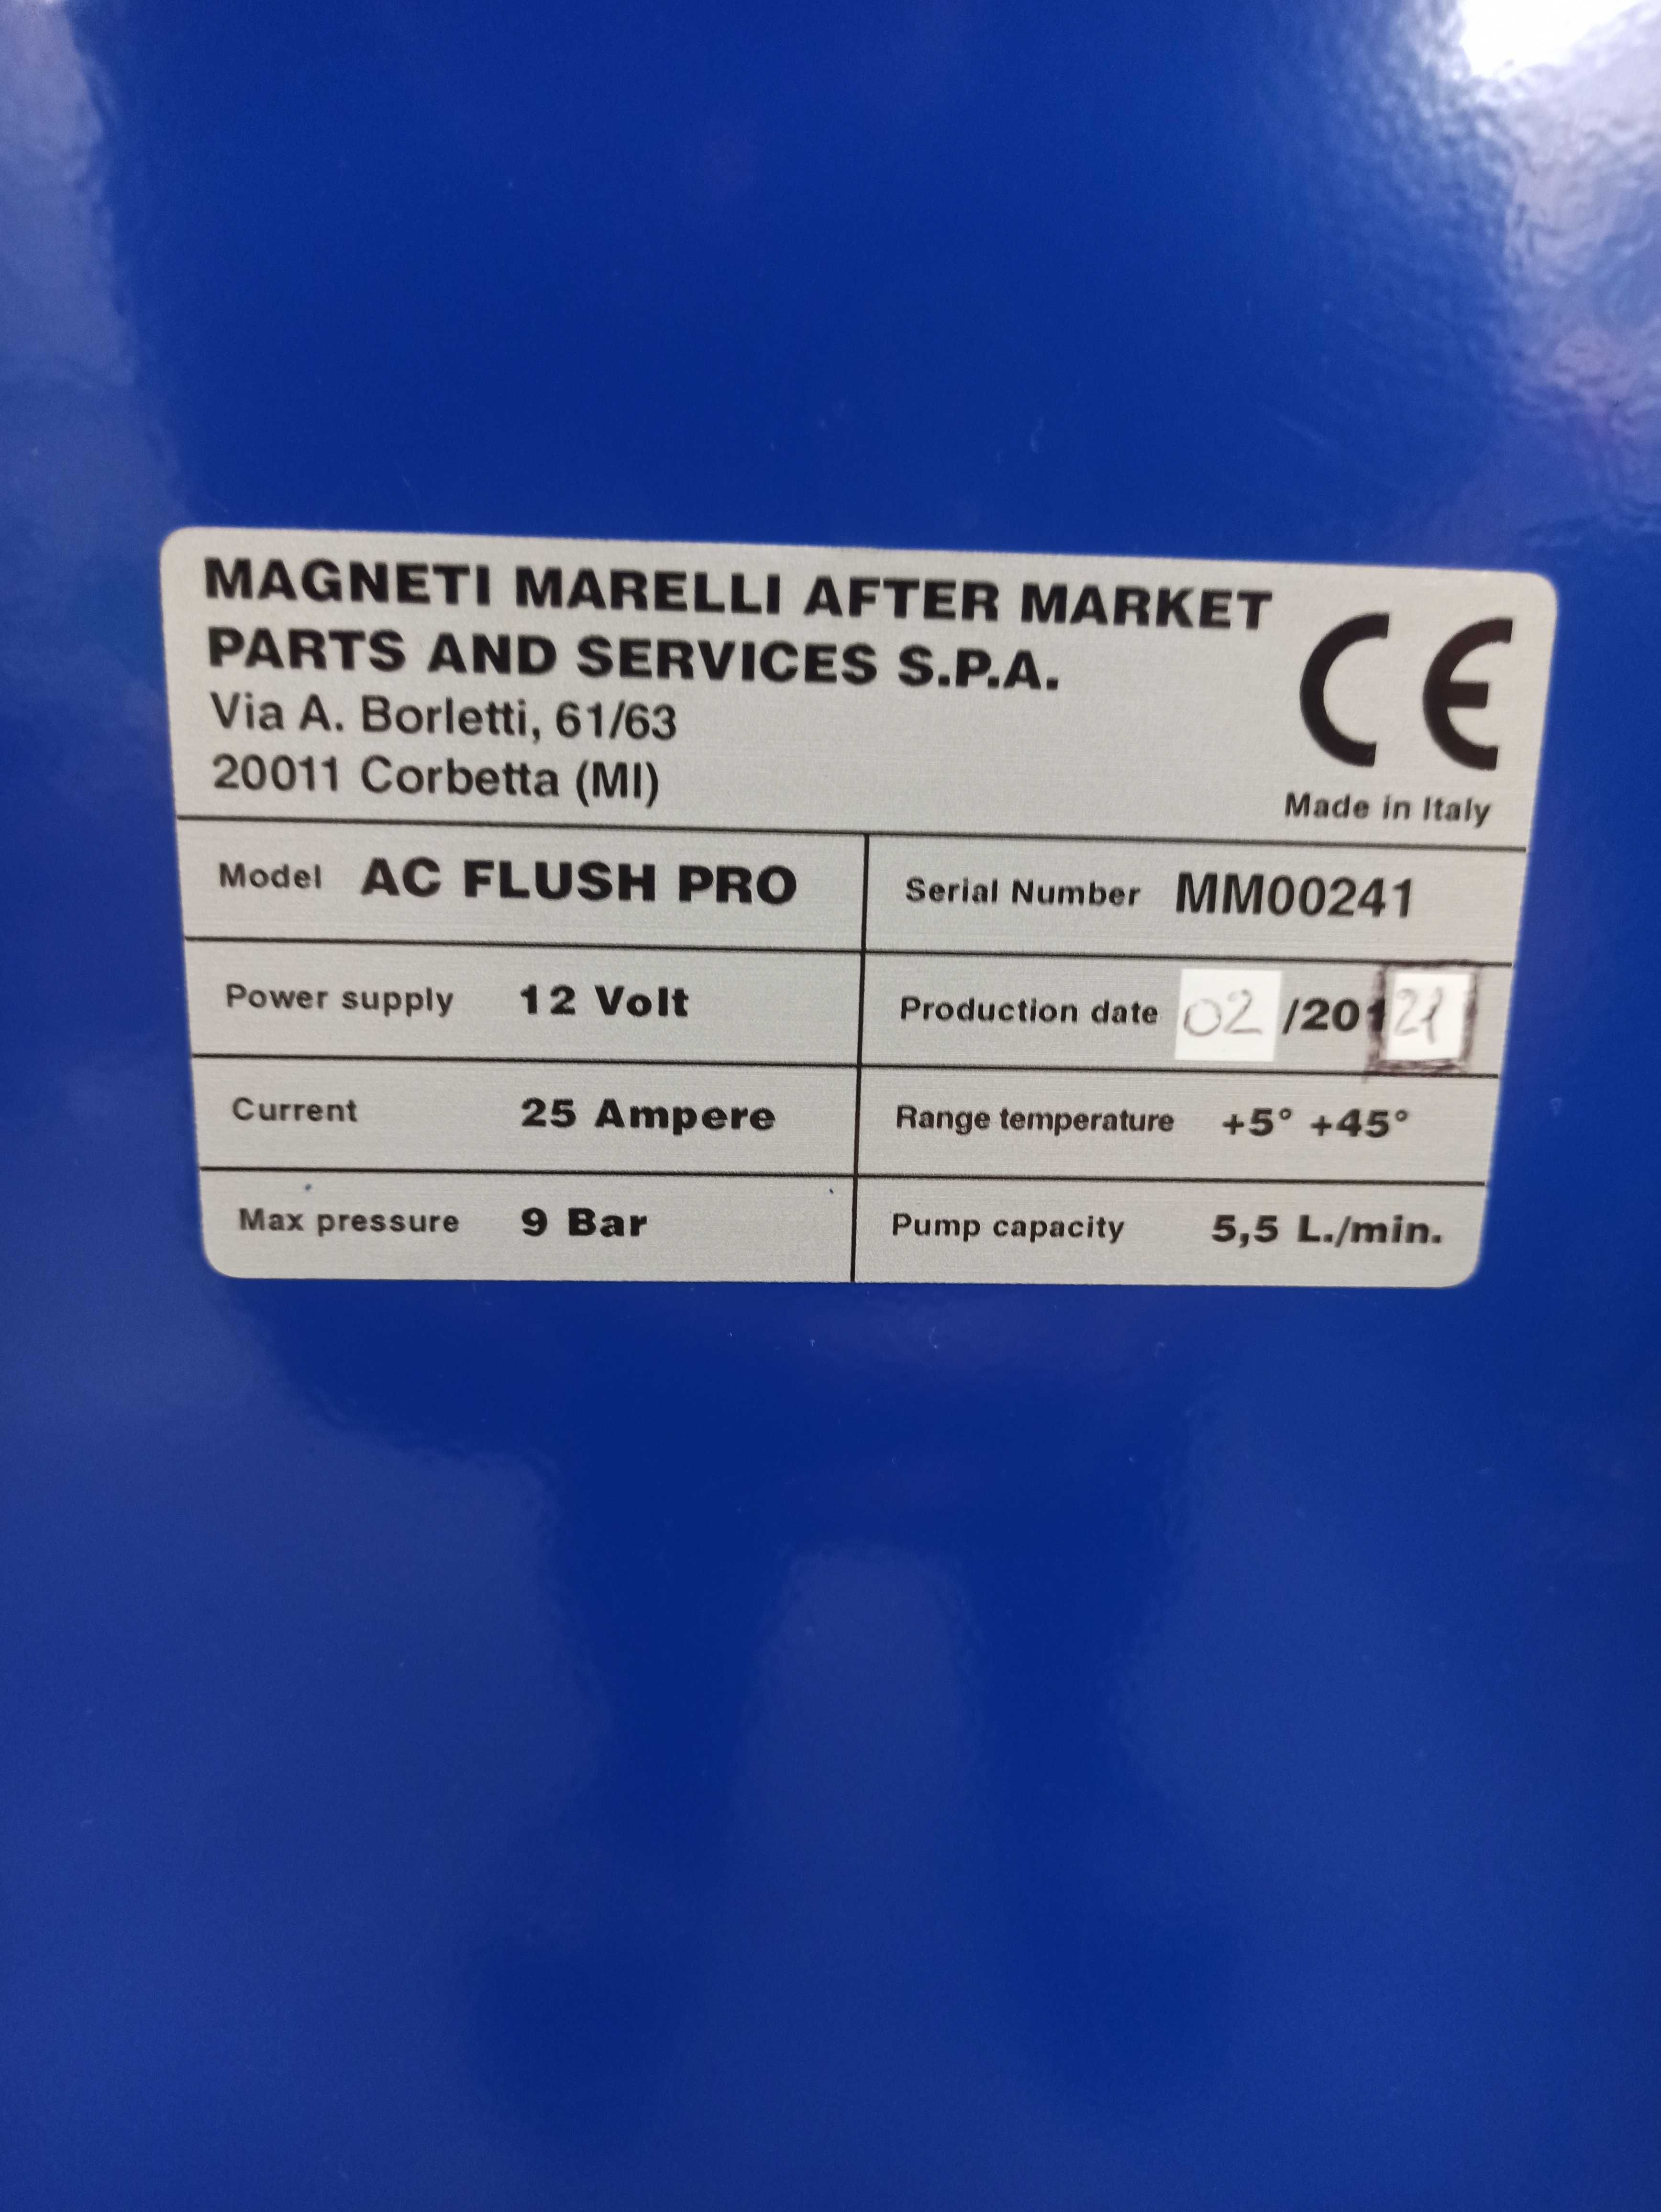 MAGNETI MARELLI AFTER MARKET
PARTS AND SERVICES S.P.A.
Via A. Borletti, 61/63
20011 Corbetta (MI)
CE
Made in Italy
Model AC FLUSH PRO
Serial Number MM00241
Power supply 12 Volt
Production date 02 /20121
Current 25 Ampere
Range temperature +5° +45°
Max pressure 9 Bar
Pump capacity 5,5 L./min.